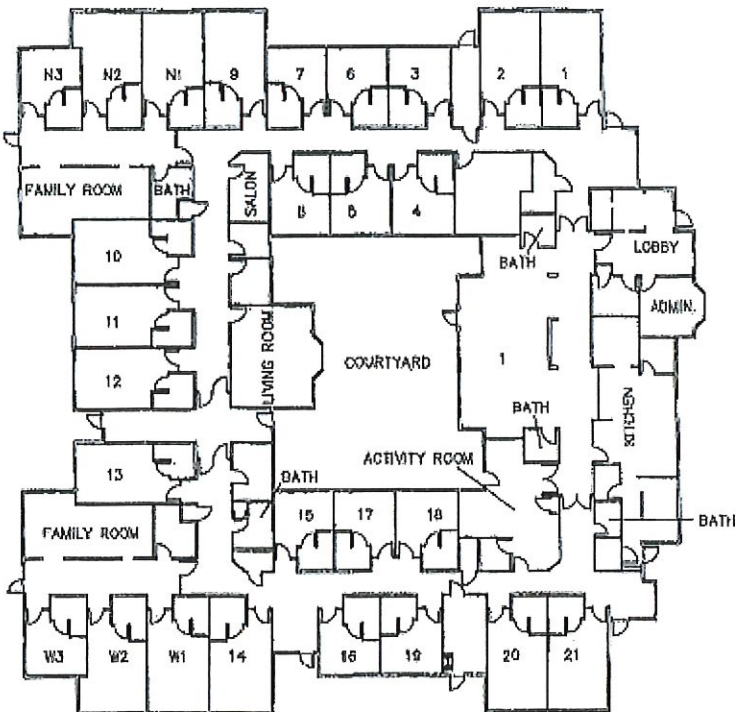 N3
N2
N1
9
7
6
3
2
1
FAMILY ROOM
BATH
SALON
8
5
4
BATH
LOBBY
10
ADMIN.
11
LIVING ROOM
COURTYARD
1
12
BATH
KITCHEN
13
BATH
ACTIVITY ROOM
15
17
18
FAMILY ROOM
BATH
W3
W2
W1
14
16
19
20
21